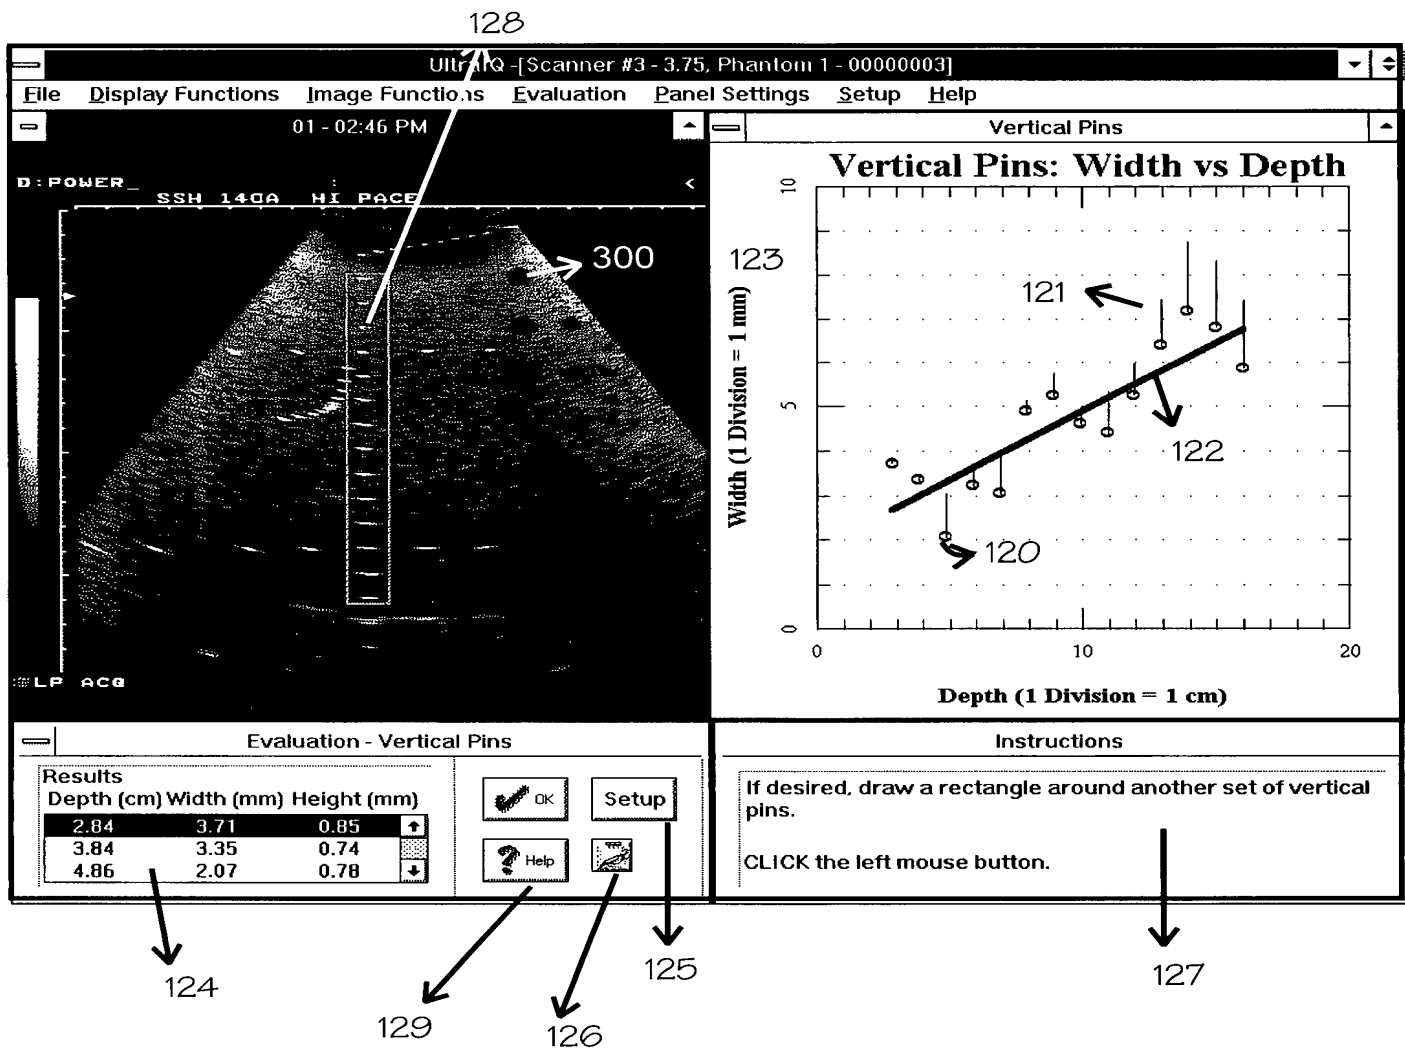 128
UltraIQ -[Scanner #3 - 3.75, Phantom 1 - 00000003]
File Display Functions Image Functions Evaluation Panel Settings Setup Help
01 - 02:46 PM
D:POWER_
SSH 140A HI PACE
<
300
LP ACQ
Vertical Pins
Vertical Pins: Width vs Depth
10
5
0
123
Width (1 Division = 1 mm)
121
122
120
0 10 20
Depth (1 Division = 1 cm)
Evaluation - Vertical Pins
Results
Depth (cm) Width (mm) Height (mm)
2.84 3.71 0.85
3.84 3.35 0.74
4.86 2.07 0.78
OK
Setup
Help
Instructions
If desired, draw a rectangle around another set of vertical
pins.
CLICK the left mouse button.
124
129
126
125
127